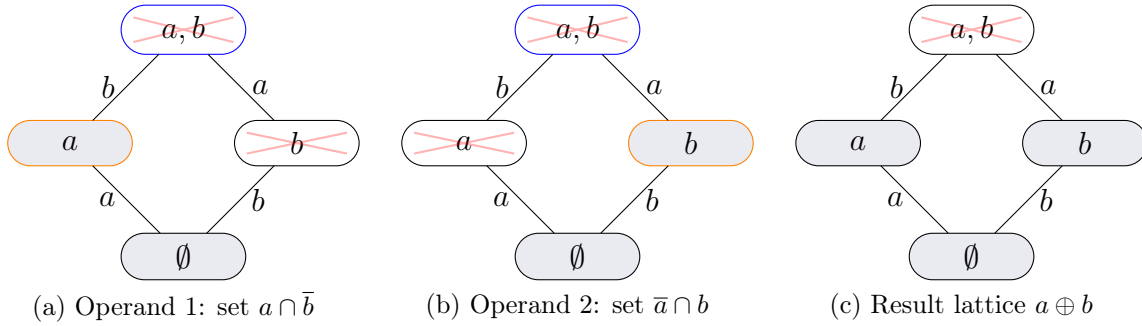 a, b
b a
a b
a b
∅
(a) Operand 1: set a ∩ b̅
a, b
b a
a b
a b
∅
(b) Operand 2: set a̅ ∩ b
a, b
b a
a b
a b
∅
(c) Result lattice a ⊕ b